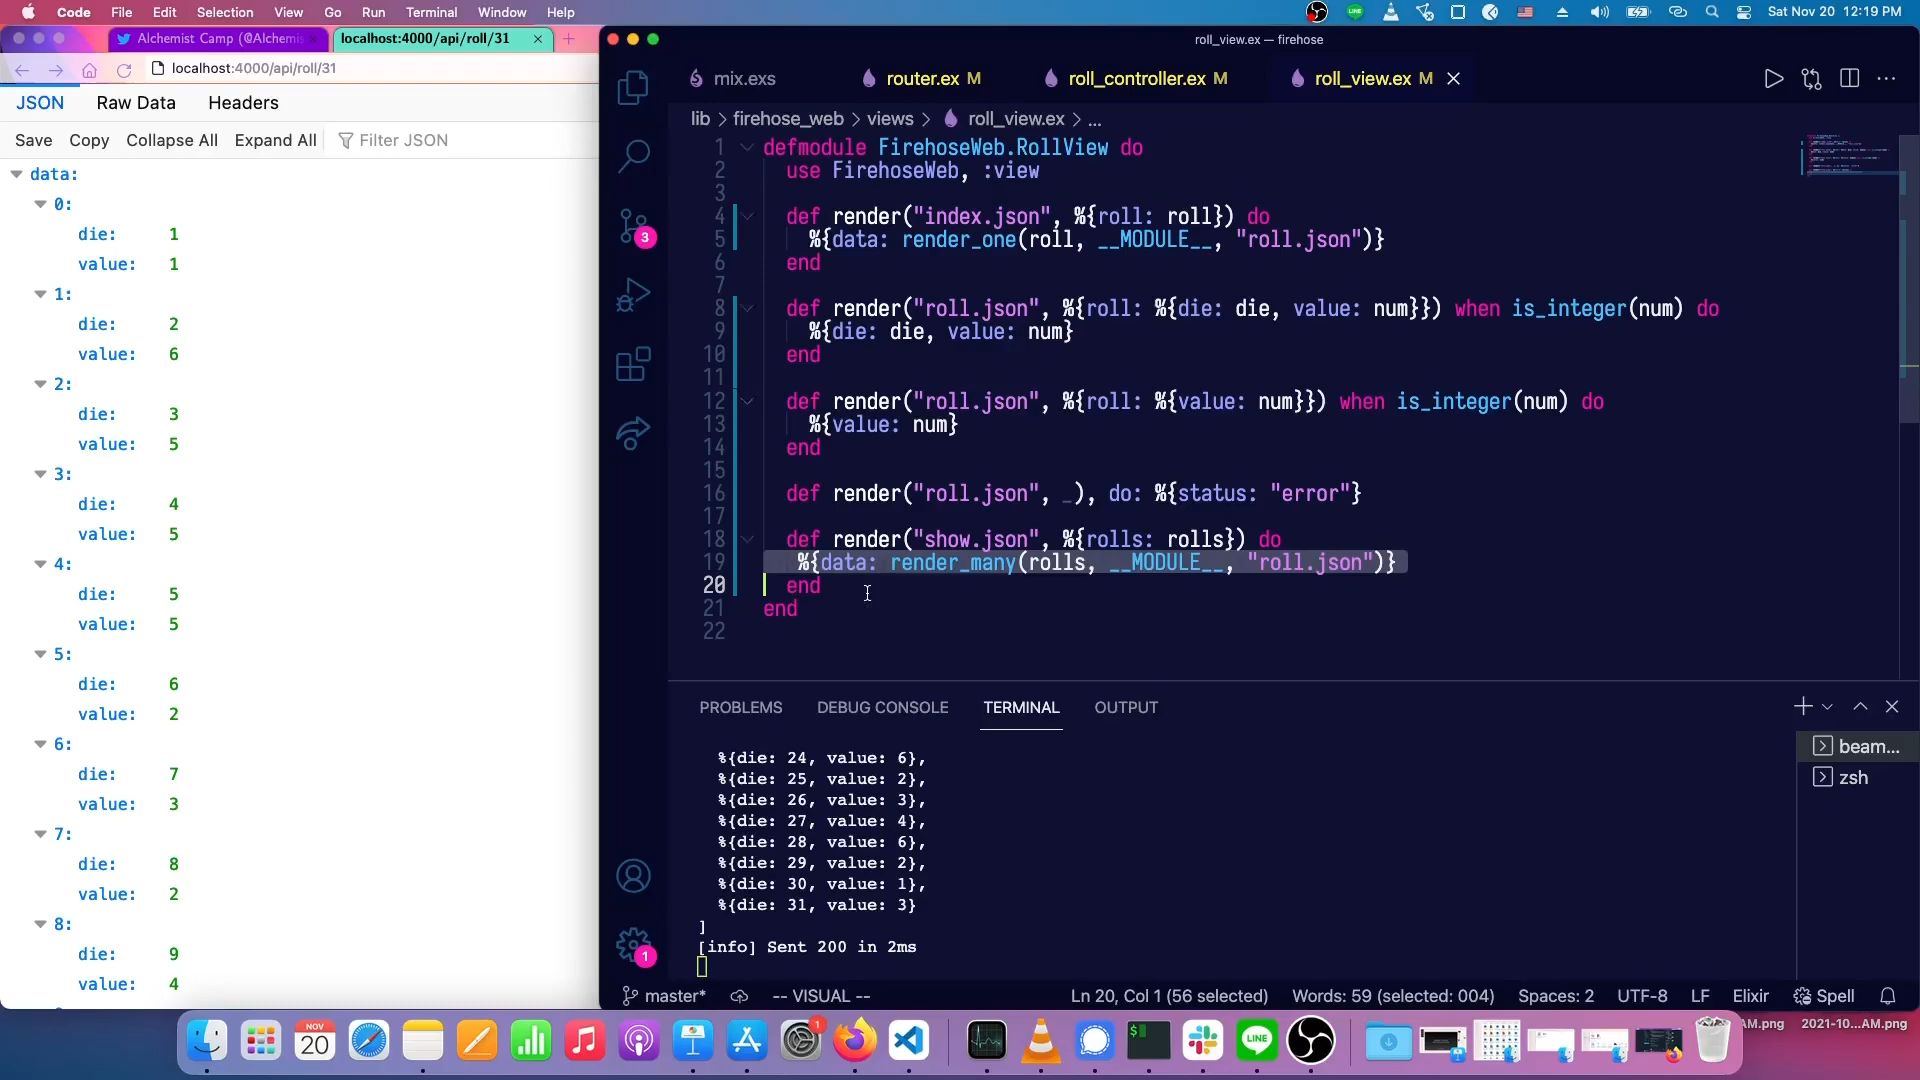 Code File Edit Selection View Go Run Terminal Window Help
Sat Nov 20 12:19 PM
Alchemist Camp (@Alchemis
localhost:4000/api/roll/31
localhost:4000/api/roll/31
JSON Raw Data Headers
Save Copy Collapse All Expand All Filter JSON
data:
0:
die: 1
value: 1
1:
die: 2
value: 6
2:
die: 3
value: 5
3:
die: 4
value: 5
4:
die: 5
value: 5
5:
die: 6
value: 2
6:
die: 7
value: 3
7:
die: 8
value: 2
8:
die: 9
value: 4
roll_view.ex — firehose
mix.exs router.ex M roll_controller.ex M roll_view.ex M
lib > firehose_web > views > roll_view.ex > ...
1 defmodule FirehoseWeb.RollView do
2 use FirehoseWeb, :view
3
4 def render("index.json", %{roll: roll}) do
5 %{data: render_one(roll, __MODULE__, "roll.json")}
6 end
7
8 def render("roll.json", %{roll: %{die: die, value: num}}) when is_integer(num) do
9 %{die: die, value: num}
10 end
11
12 def render("roll.json", %{roll: %{value: num}}) when is_integer(num) do
13 %{value: num}
14 end
15
16 def render("roll.json", _), do: %{status: "error"}
17
18 def render("show.json", %{rolls: rolls}) do
19 %{data: render_many(rolls, __MODULE__, "roll.json")}
20 end
21 end
22
3
1
PROBLEMS DEBUG CONSOLE TERMINAL OUTPUT
%{die: 24, value: 6},
%{die: 25, value: 2},
%{die: 26, value: 3},
%{die: 27, value: 4},
%{die: 28, value: 6},
%{die: 29, value: 2},
%{die: 30, value: 1},
%{die: 31, value: 3}
]
[info] Sent 200 in 2ms
beam...
zsh
master* -- VISUAL -- Ln 20, Col 1 (56 selected) Words: 59 (selected: 004) Spaces: 2 UTF-8 LF Elixir Spell
NOV
20
1
LINE
AM.png 2021-10...AM.png